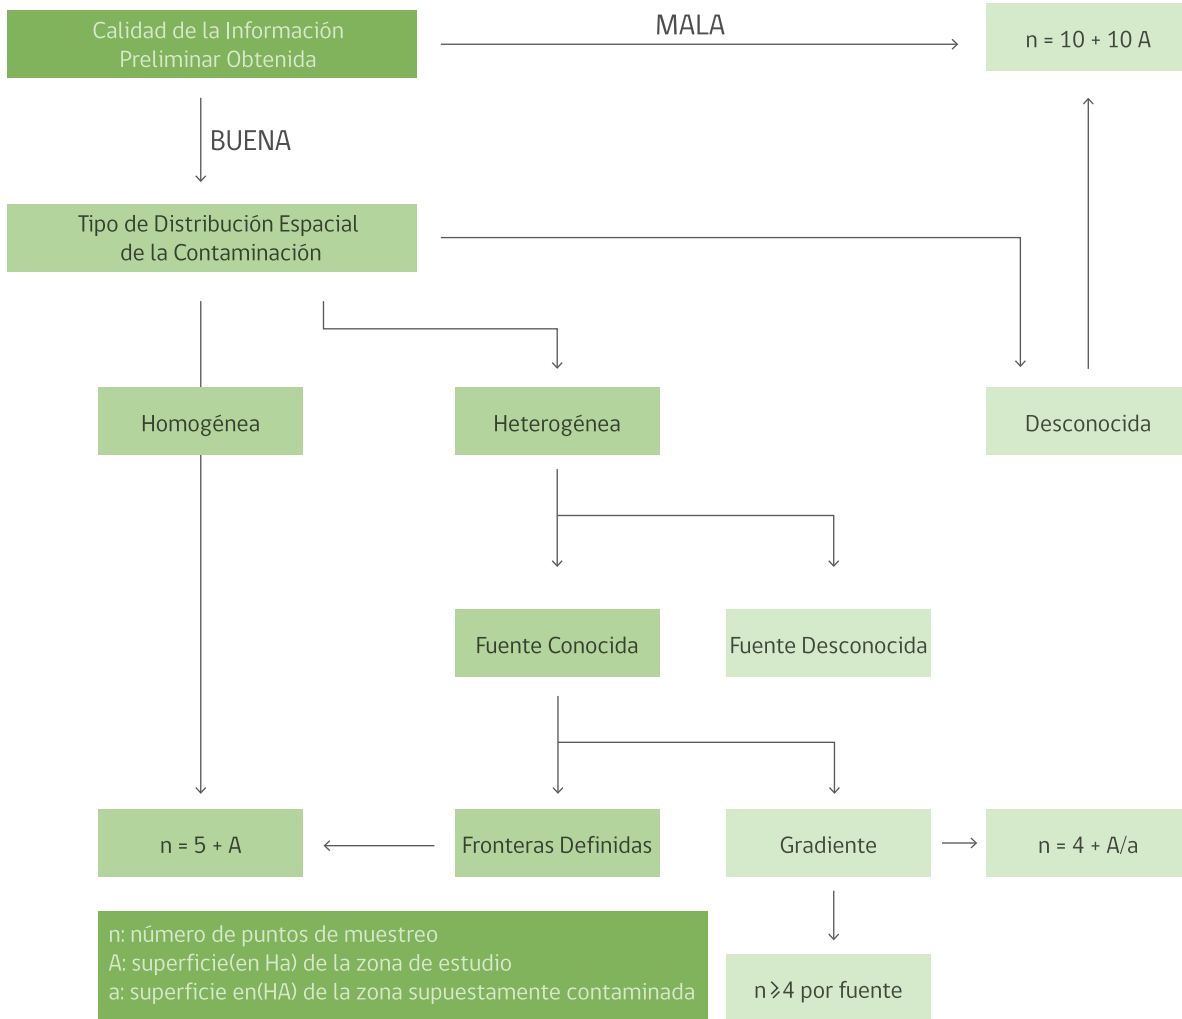 Calidad de la Información
Preliminar Obtenida
MALA
n = 10 + 10 A
BUENA
Tipo de Distribución Espacial
de la Contaminación
Homogénea
Heterogénea
Desconocida
Fuente Conocida
Fuente Desconocida
n = 5 + A
Fronteras Definidas
Gradiente
n = 4 + A/a
n: número de puntos de muestreo
A: superficie(en Ha) de la zona de estudio
a: superficie en(HA) de la zona supuestamente contaminada
n⩾4 por fuente